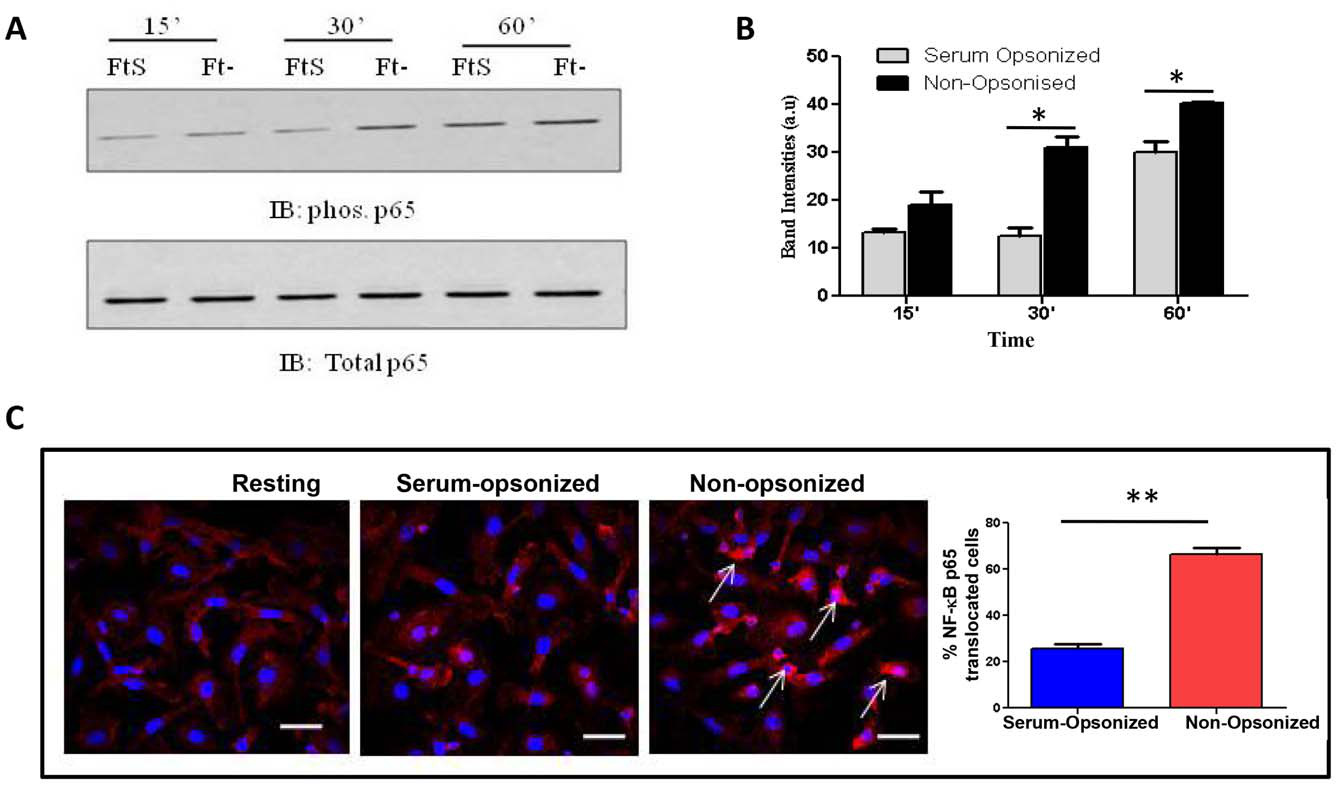 A
15’ 30’ 60’
FtS Ft- FtS Ft- FtS Ft-
IB: phos. p65
IB: Total p65
B
Serum Opsonized
Non-Opsonised
Band Intensities (a.u)
50
40
30
20
10
0
*
*
15' 30' 60'
Time
C
Resting Serum-opsonized Non-opsonized
% NF-κB p65
translocated cells
**
80
60
40
20
0
Serum-Opsonized Non-Opsonized